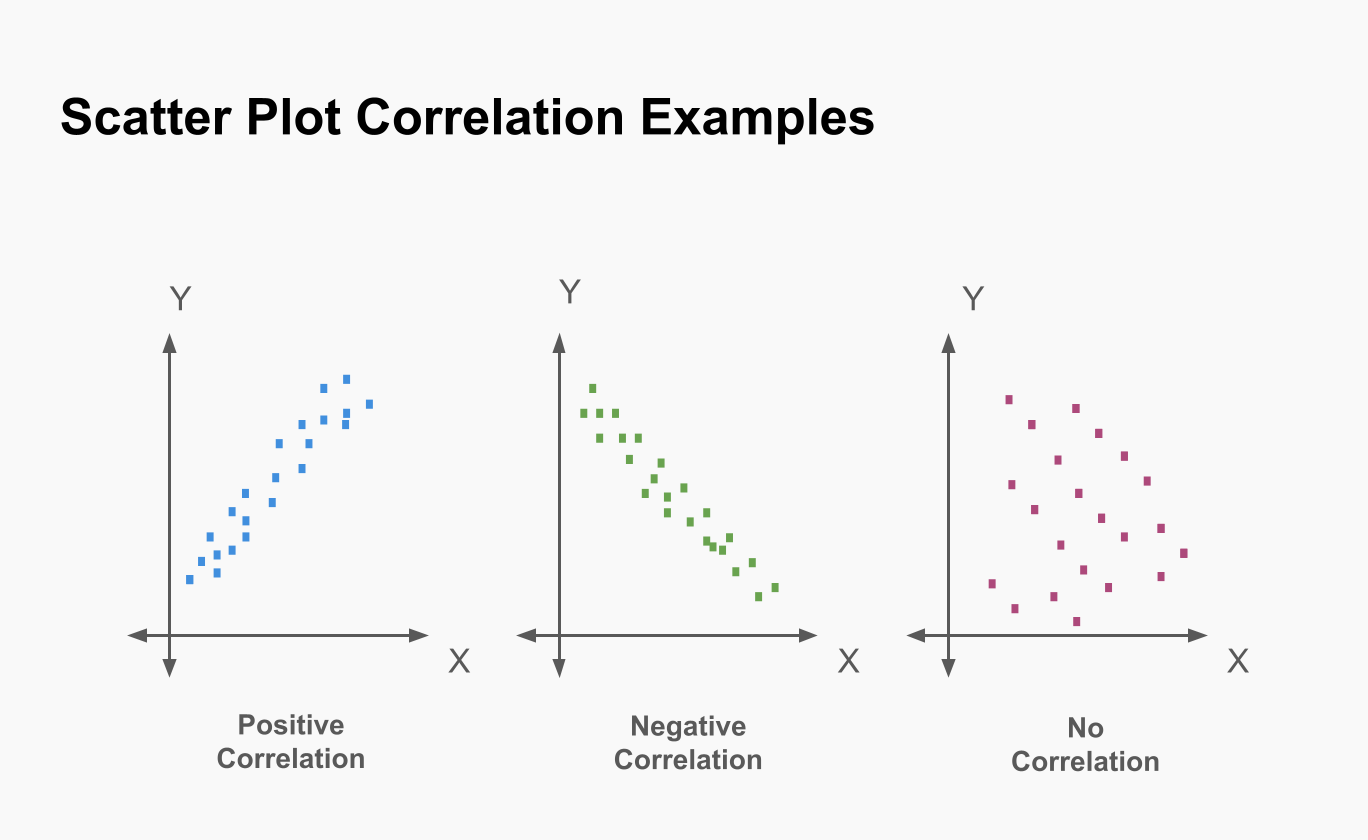 Scatter Plot Correlation Examples
Y
X
Positive
Correlation
Y
X
Negative
Correlation
Y
X
No
Correlation